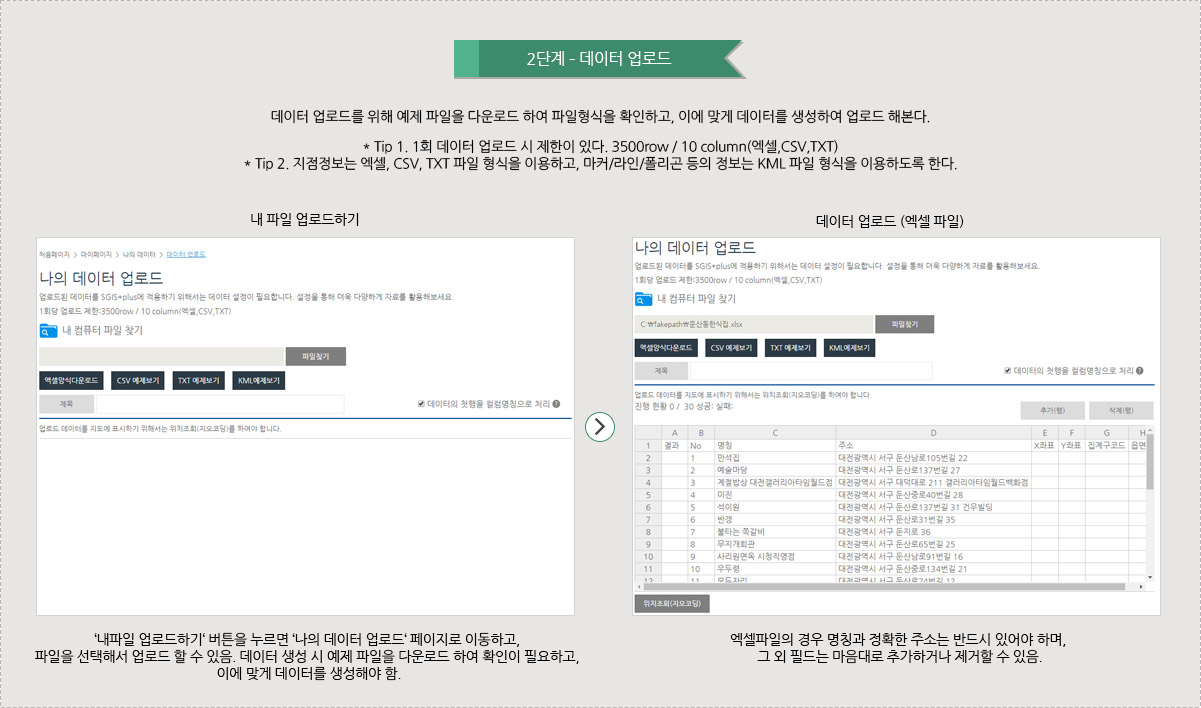 2단계 - 데이터 업로드
데이터 업로드를 위해 예제 파일을 다운로드 하여 파일형식을 확인하고, 이에 맞게 데이터를 생성하여 업로드 해본다.
* Tip 1. 1회 데이터 업로드 시 제한이 있다. 3500row / 10 column(엑셀,CSV,TXT)
* Tip 2. 지점정보는 엑셀, CSV, TXT 파일 형식을 이용하고, 마커/라인/폴리곤 등의 정보는 KML 파일 형식을 이용하도록 한다.
내 파일 업로드하기
처음페이지 > 마이페이지 > 나의 데이터 > 데이터 업로드
나의 데이터 업로드
업로드된 데이터를 SGIS+plus에 적용하기 위해서는 데이터 설정이 필요합니다. 설정을 통해 더욱 다양하게 자료를 활용해보세요.
1회당 업로드 제한:3500row / 10 column(엑셀,CSV,TXT)
내 컴퓨터 파일 찾기
파일찾기
엑셀양식다운로드 CSV 예제보기 TXT 예제보기 KML예제보기
제목 데이터의 첫행을 컬럼명칭으로 처리 ?
업로드 데이터를 지도에 표시하기 위해서는 위치조회(지오코딩)를 하여야 합니다.
'내파일 업로드하기' 버튼을 누르면 '나의 데이터 업로드' 페이지로 이동하고,
파일을 선택해서 업로드 할 수 있음. 데이터 생성 시 예제 파일을 다운로드 하여 확인이 필요하고,
이에 맞게 데이터를 생성해야 함.
데이터 업로드 (엑셀 파일)
나의 데이터 업로드
업로드된 데이터를 SGIS+plus에 적용하기 위해서는 데이터 설정이 필요합니다. 설정을 통해 더욱 다양하게 자료를 활용해보세요.
1회당 업로드 제한:3500row / 10 column(엑셀,CSV,TXT)
내 컴퓨터 파일 찾기
C:₩fakepath₩둔산동한식집.xlsx 파일찾기
엑셀양식다운로드 CSV 예제보기 TXT 예제보기 KML예제보기
제목 데이터의 첫행을 컬럼명칭으로 처리 ?
업로드 데이터를 지도에 표시하기 위해서는 위치조회(지오코딩)를 하여야 합니다.
진행 현황 0 / 30 성공: 실패: 추가(행) 삭제(행)
A B C D E F G H
1 결과 No 명칭 주소 X좌표 Y좌표 집계구코드 읍면
2 1 만석집 대전광역시 서구 둔산남로105번길 22
3 2 예술마당 대전광역시 서구 둔산로137번길 27
4 3 계절밥상 대전갤러리아타임월드점 대전광역시 서구 대덕대로 211 갤러리아타임월드백화점
5 4 미진 대전광역시 서구 둔산중로40번길 28
6 5 석이원 대전광역시 서구 둔산로137번길 31 건우빌딩
7 6 반갱 대전광역시 서구 둔산로31번길 35
8 7 불타는 쪽갈비 대전광역시 서구 둔지로 36
9 8 무지개회관 대전광역시 서구 둔산로65번길 25
10 9 사리원면옥 시청직영점 대전광역시 서구 둔산남로91번길 16
11 10 우두령 대전광역시 서구 둔산중로134번길 21
12 11 모두자리 대전광역시 서구 둔산로74번길 12
위치조회(지오코딩)
엑셀파일의 경우 명칭과 정확한 주소는 반드시 있어야 하며,
그 외 필드는 마음대로 추가하거나 제거할 수 있음.